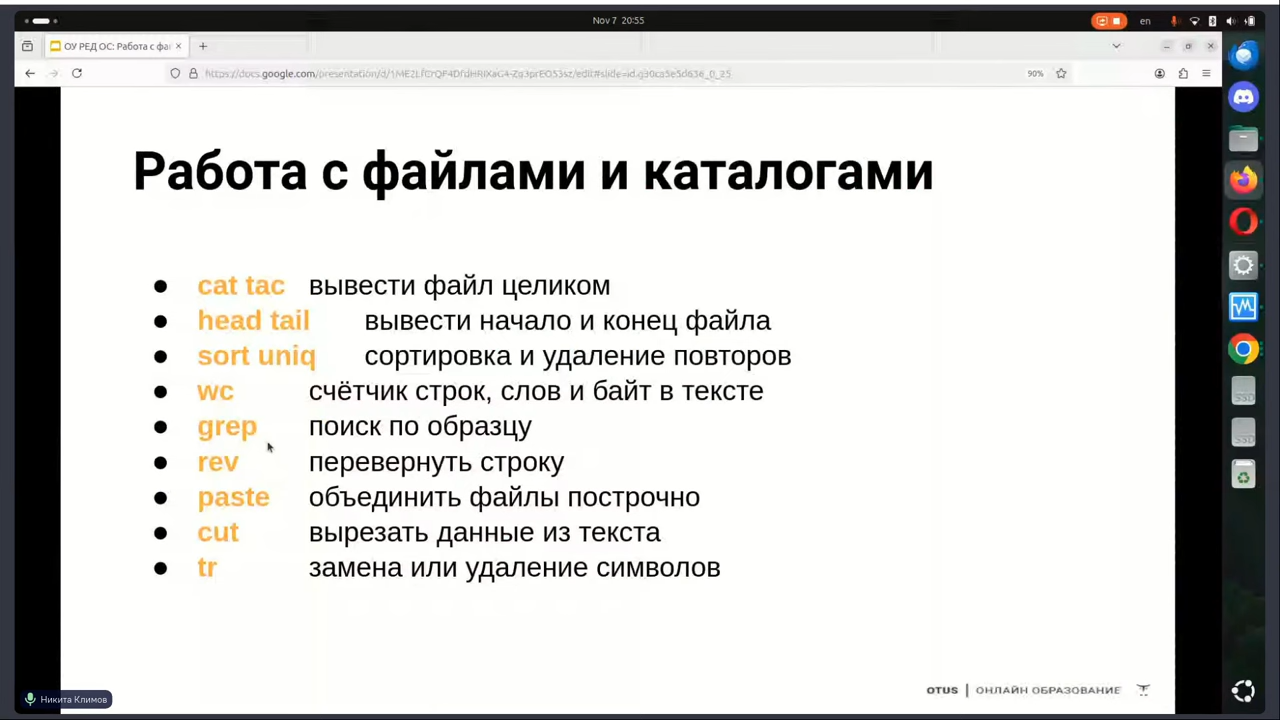 Nov 7 20:55
en
ОУ РЕД ОС: Работа с фай
90%
Работа с файлами и каталогами
cat tac вывести файл целиком
head tail вывести начало и конец файла
sort uniq сортировка и удаление повторов
wc счётчик строк, слов и байт в тексте
grep поиск по образцу
rev перевернуть строку
paste объединить файлы построчно
cut вырезать данные из текста
tr замена или удаление символов
Никита Климов
OTUS | ОНЛАЙН ОБРАЗОВАНИЕ
SSD
SSD